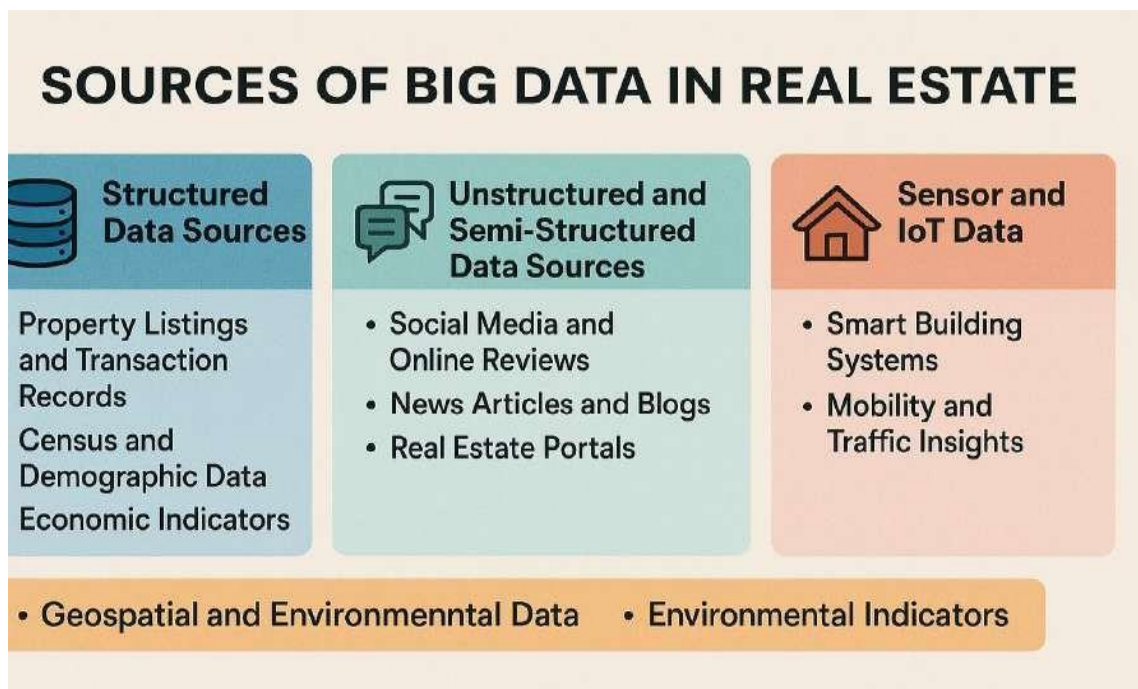 SOURCES OF BIG DATA IN REAL ESTATE
Structured
Data Sources
Property Listings
and Transaction
Records
Census and
Demographic Data
Economic Indicators
Unstructured and
Semi-Structured
Data Sources
• Social Media and
Online Reviews
• News Articles and Blogs
• Real Estate Portals
Sensor and
IoT Data
• Smart Building
Systems
• Mobility and
Traffic Insights
• Geospatial and Environmenntal Data • Environmental Indicators